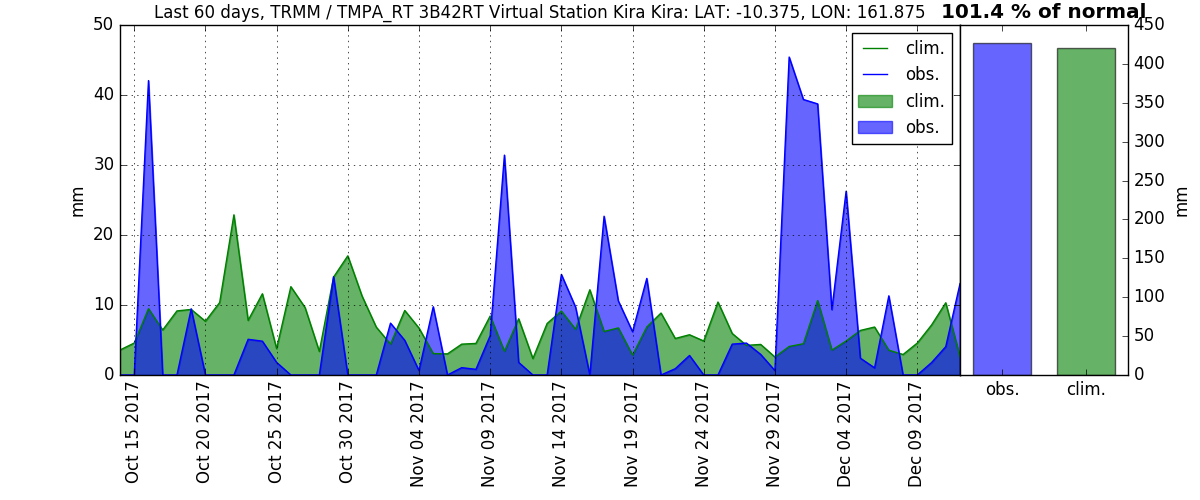 Last 60 days, TRMM / TMPA_RT 3B42RT Virtual Station Kira Kira: LAT: -10.375, LON: 161.875
101.4 % of normal
50
40
30
20
10
0
mm
clim.
obs.
clim.
obs.
Oct 15 2017
Oct 20 2017
Oct 25 2017
Oct 30 2017
Nov 04 2017
Nov 09 2017
Nov 14 2017
Nov 19 2017
Nov 24 2017
Nov 29 2017
Dec 04 2017
Dec 09 2017
450
400
350
300
250
200
150
100
50
0
mm
obs.
clim.